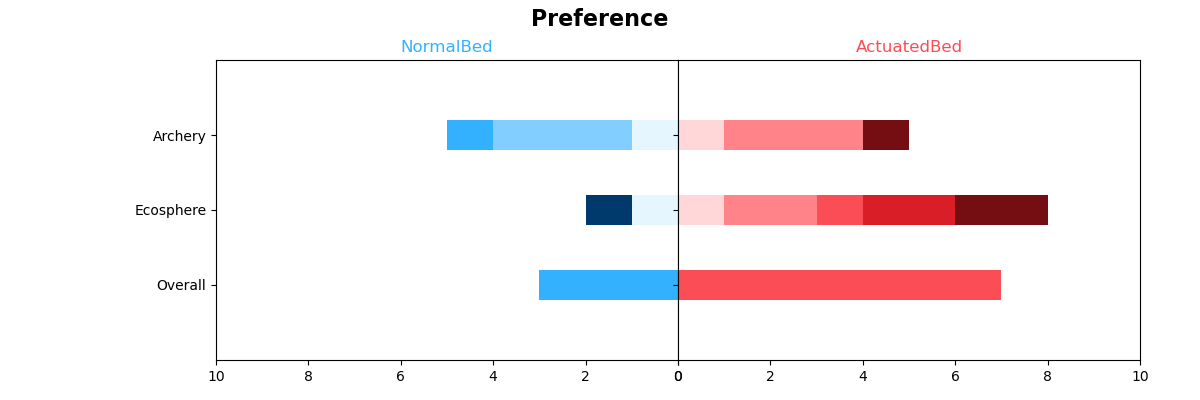 Preference
NormalBed ActuatedBed
Archery
Ecosphere
Overall
10 8 6 4 2 0 0 2 4 6 8 10